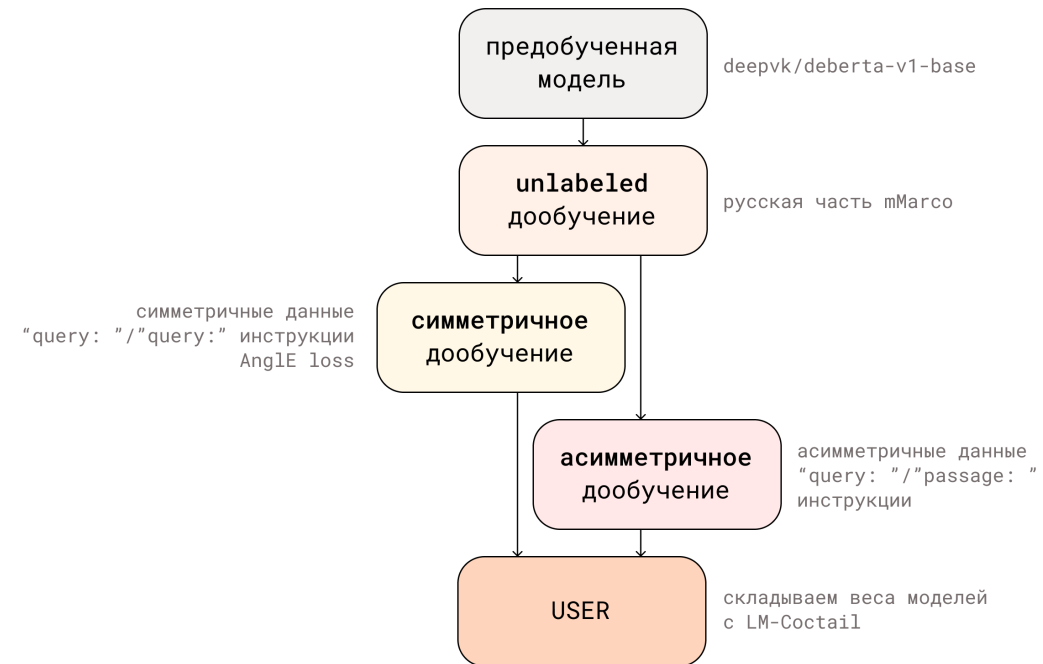 предобученная
модель
deepvk/deberta-v1-base
unlabeled
дообучение
русская часть mMarco
симметричные данные
“query: ”/”query:” инструкции
AnglE loss
симметричное
дообучение
асимметричное
дообучение
асимметричные данные
“query: ”/”passage: ”
инструкции
USER
складываем веса моделей
с LM-Coctail